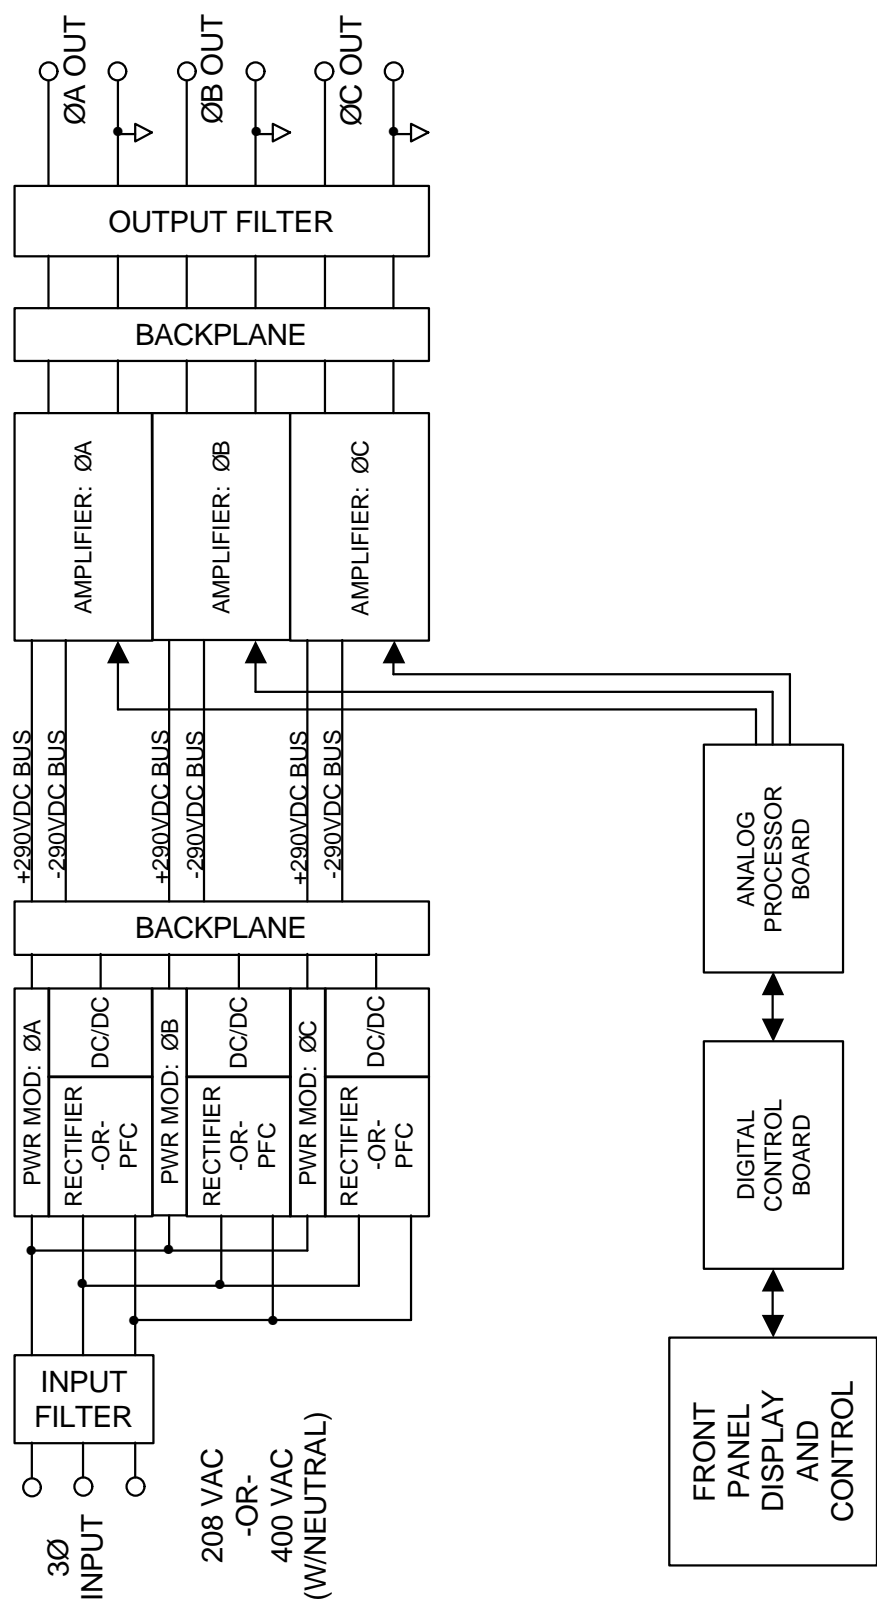 ØA OUT
ØB OUT
ØC OUT
OUTPUT FILTER
BACKPLANE
AMPLIFIER: ØA
AMPLIFIER: ØB
AMPLIFIER: ØC
+290VDC BUS
-290VDC BUS
+290VDC BUS
-290VDC BUS
+290VDC BUS
-290VDC BUS
BACKPLANE
PWR MOD: ØA
DC/DC
RECTIFIER
-OR-
PFC
PWR MOD: ØB
DC/DC
RECTIFIER
-OR-
PFC
PWR MOD: ØC
DC/DC
RECTIFIER
-OR-
PFC
INPUT
FILTER
3Ø
INPUT
208 VAC
-OR-
400 VAC
(W/NEUTRAL)
ANALOG
PROCESSOR
BOARD
DIGITAL
CONTROL
BOARD
FRONT
PANEL
DISPLAY
AND
CONTROL